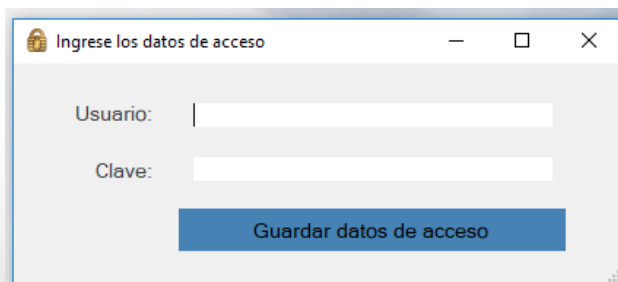 Ingrese los datos de acceso
Usuario:
Clave:
Guardar datos de acceso